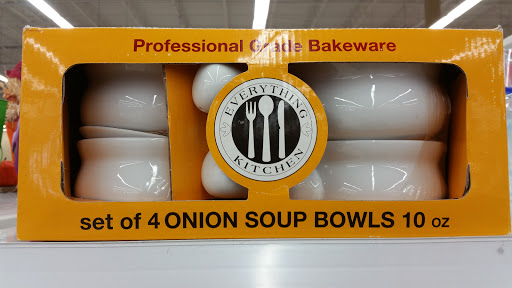 Professional Grade Bakeware
EVERYTHING
KITCHEN
set of 4 ONION SOUP BOWLS 10 oz